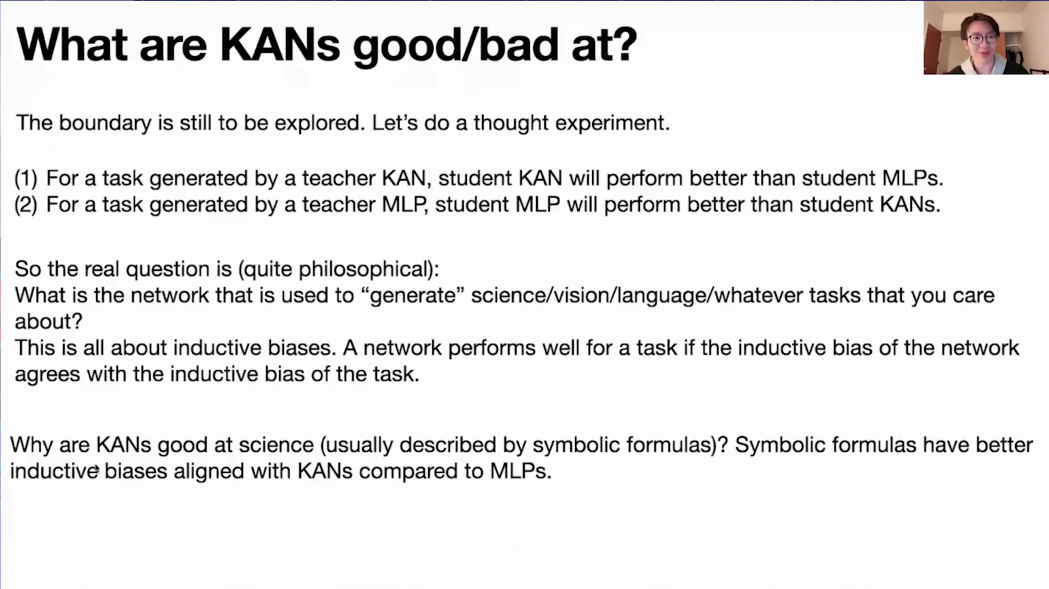 What are KANs good/bad at?
The boundary is still to be explored. Let's do a thought experiment.
(1) For a task generated by a teacher KAN, student KAN will perform better than student MLPs.
(2) For a task generated by a teacher MLP, student MLP will perform better than student KANs.
So the real question is (quite philosophical):
What is the network that is used to “generate” science/vision/language/whatever tasks that you care
about?
This is all about inductive biases. A network performs well for a task if the inductive bias of the network
agrees with the inductive bias of the task.
Why are KANs good at science (usually described by symbolic formulas)? Symbolic formulas have better
inductive biases aligned with KANs compared to MLPs.